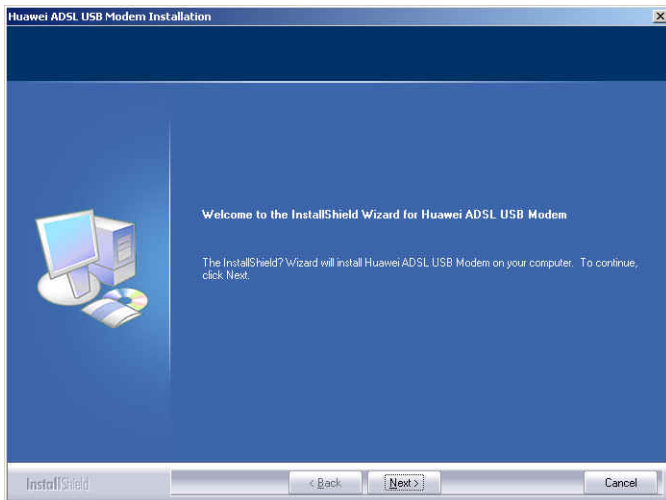 Huawei ADSL USB Modem Installation
Welcome to the InstallShield Wizard for Huawei ADSL USB Modem
The InstallShield? Wizard will install Huawei ADSL USB Modem on your computer. To continue,
click Next.
InstallShield
< Back
Next >
Cancel